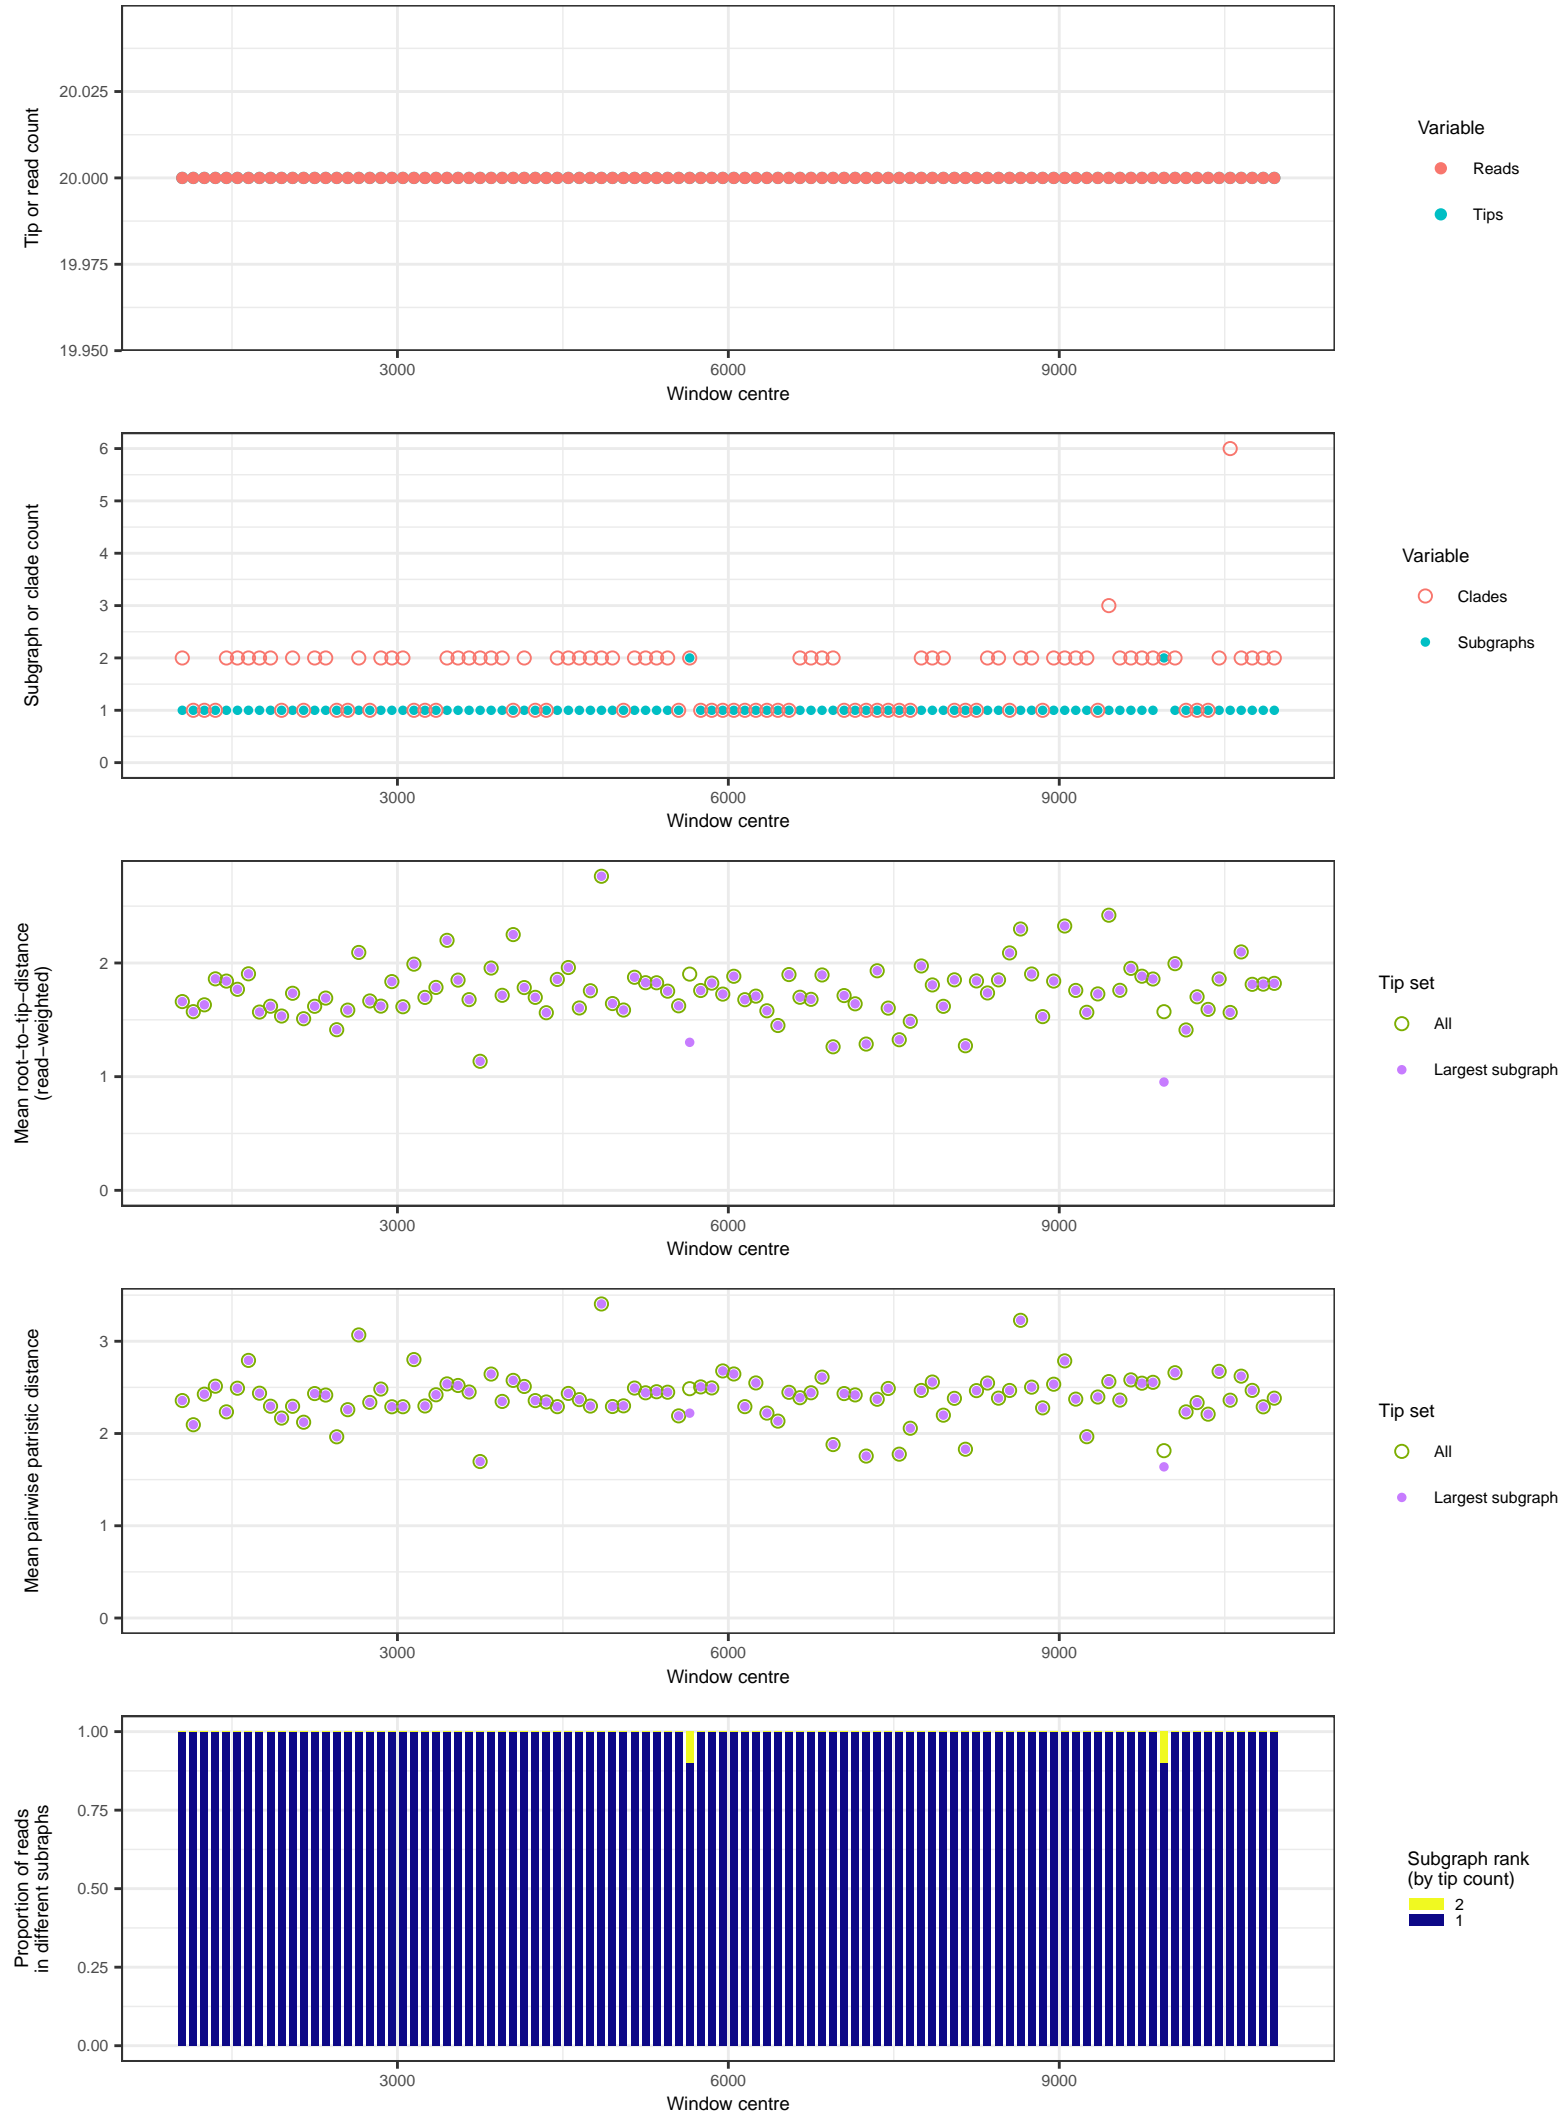 Tip or read count
20.025
20.000
19.975
19.950
3000
6000
9000
Window centre
Variable
Reads
Tips
Subgraph or clade count
6
5
4
3
2
1
0
3000
6000
9000
Window centre
Variable
Clades
Subgraphs
Mean root−to−tip−distance
(read−weighted)
2
1
0
3000
6000
9000
Window centre
Tip set
All
Largest subgraph
Mean pairwise patristic distance
3
2
1
0
3000
6000
9000
Window centre
Tip set
All
Largest subgraph
Proportion of reads
in different subraphs
1.00
0.75
0.50
0.25
0.00
3000
6000
9000
Window centre
Subgraph rank
(by tip count)
2
1